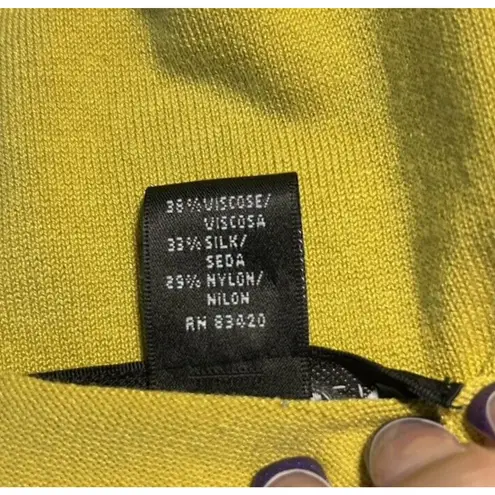 38% VISCOSE/
VISCOSA
33% SILK/
SEDA
29% NYLON/
NILON
RN 83420